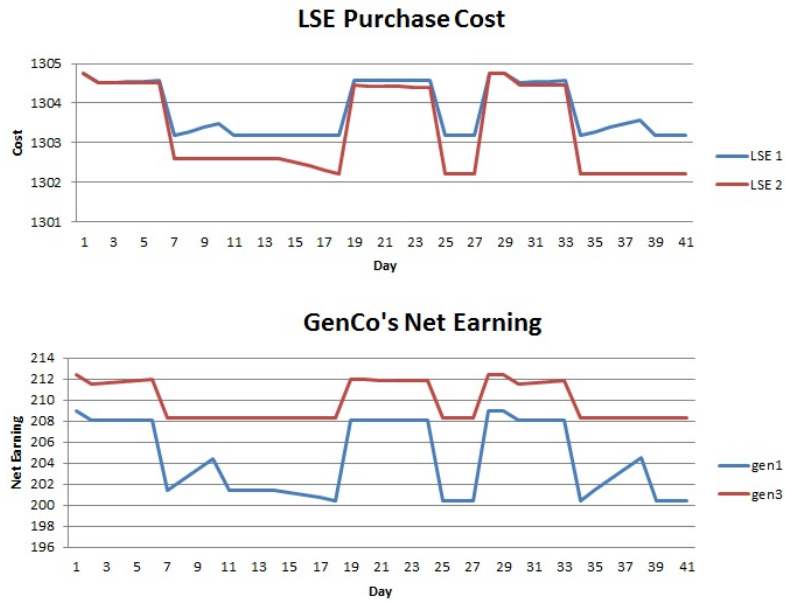 LSE Purchase Cost
1305
1304
1303
1302
1301
Cost
1 3 5 7 9 11 13 15 17 19 21 23 25 27 29 31 33 35 37 39 41
Day
LSE 1
LSE 2
GenCo's Net Earning
214
212
210
208
206
204
202
200
198
196
Net Earning
1 3 5 7 9 11 13 15 17 19 21 23 25 27 29 31 33 35 37 39 41
Day
gen1
gen3